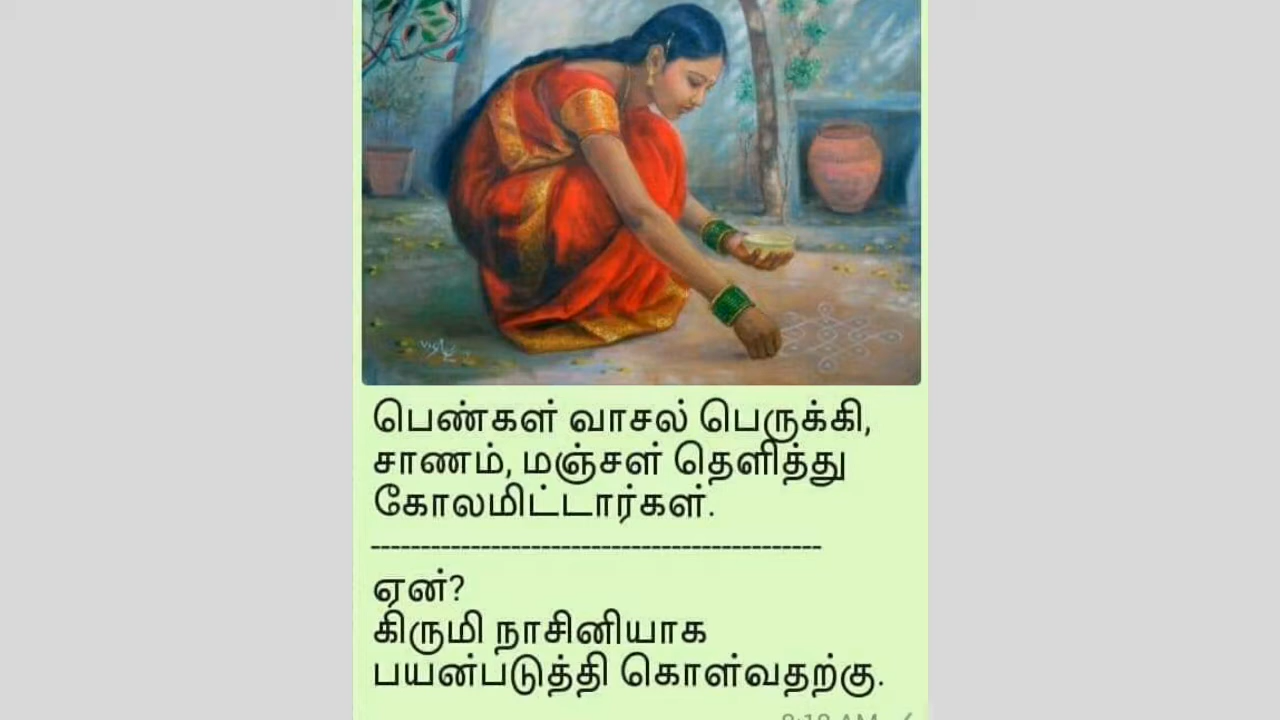 பெண்கள் வாசல் பெருக்கி,
சாணம், மஞ்சள் தெளித்து
கோலமிட்டார்கள்.
---------------------------------------------
ஏன்?
கிருமி நாசினியாக
பயன்படுத்தி கொள்வதற்கு.